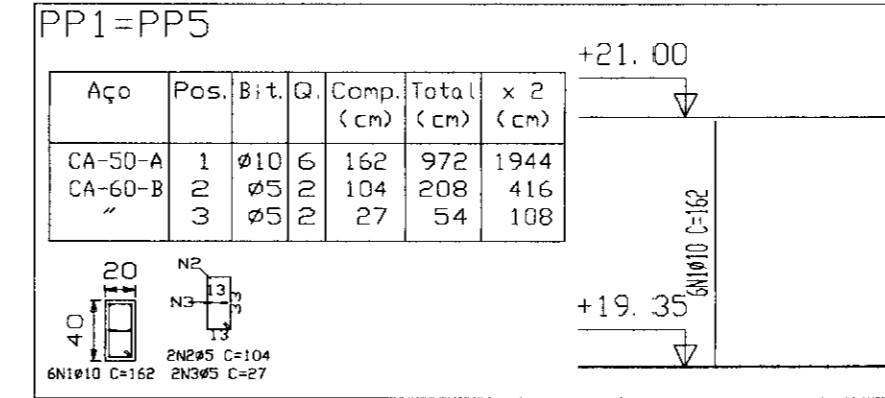 PP1=PP5
Aço Pos. Bit. Q. Comp. (cm) Total (cm) x 2 (cm)
CA-50-A 1 ø10 6 162 972 1944
CA-60-B 2 ø5 2 104 208 416
" 3 ø5 2 27 54 108
20
40
6N1ø10 C=162
N2
N3
13
33
13
2N2ø5 C=104
2N3ø5 C=27
+21.00
6N1ø10 C=162
+19.35